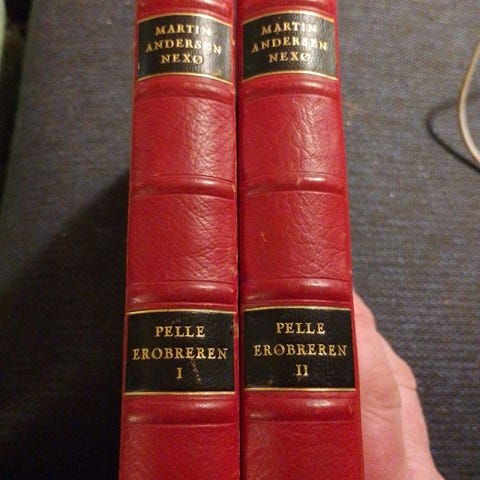 MARTIN
ANDERSEN
NEXØ
PELLE
EROBREREN
I
MARTIN
ANDERSEN
NEXØ
PELLE
EROBREREN
II